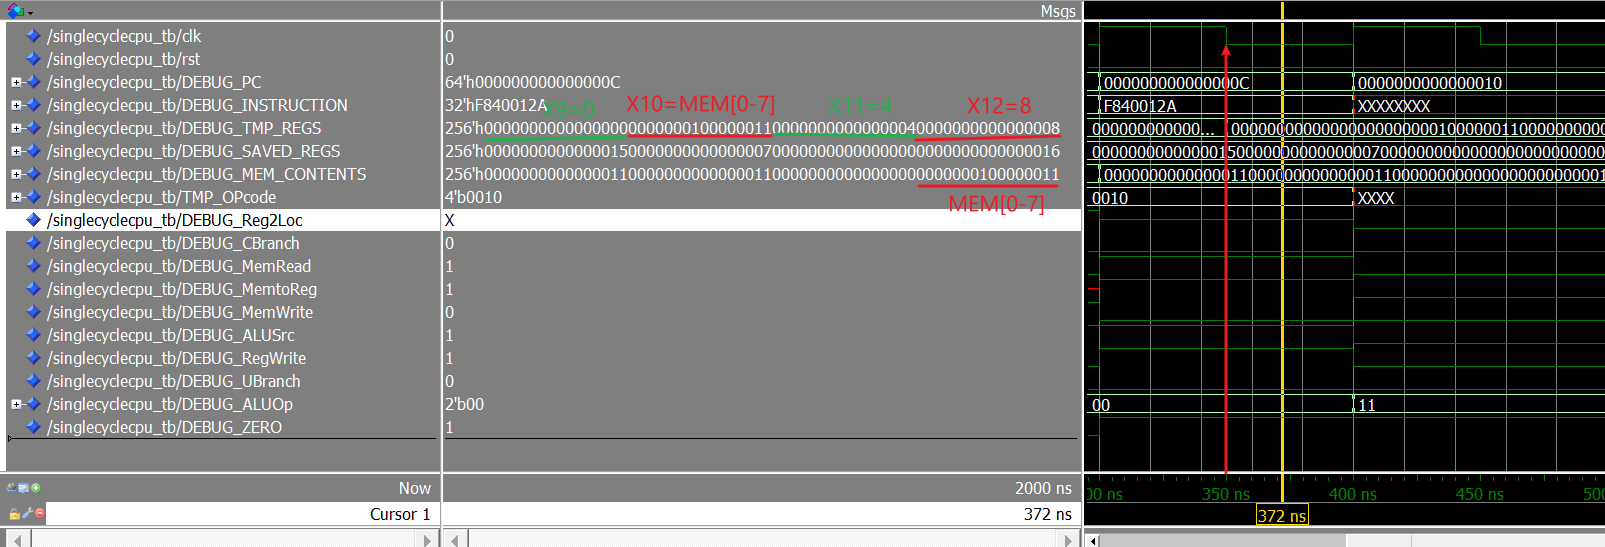 Msgs
/singlecyclecpu_tb/clk 0
/singlecyclecpu_tb/rst 0
/singlecyclecpu_tb/DEBUG_PC 64'h000000000000000C 000000000000000C 0000000000000010
/singlecyclecpu_tb/DEBUG_INSTRUCTION 32'hF840012A F840012A XXXXXXXX
X9=0 X10=MEM[0-7] X11=4 X12=8
/singlecyclecpu_tb/DEBUG_TMP_REGS 256'h0000000000000000000000010000001100000000000000040000000000000008
/singlecyclecpu_tb/DEBUG_SAVED_REGS 256'h0000000000000015000000000000000700000000000000000000000000000016
/singlecyclecpu_tb/DEBUG_MEM_CONTENTS 256'h0000000000000011000000000000001100000000000000000000000100000011
/singlecyclecpu_tb/TMP_OPcode 4'b0010 0010 XXXX
MEM[0-7]
/singlecyclecpu_tb/DEBUG_Reg2Loc X
/singlecyclecpu_tb/DEBUG_CBranch 0
/singlecyclecpu_tb/DEBUG_MemRead 1
/singlecyclecpu_tb/DEBUG_MemtoReg 1
/singlecyclecpu_tb/DEBUG_MemWrite 0
/singlecyclecpu_tb/DEBUG_ALUSrc 1
/singlecyclecpu_tb/DEBUG_RegWrite 1
/singlecyclecpu_tb/DEBUG_UBranch 0
/singlecyclecpu_tb/DEBUG_ALUOp 2'b00 00 11
/singlecyclecpu_tb/DEBUG_ZERO 1
Now 2000 ns 00 ns 350 ns 400 ns 450 ns 500
Cursor 1 372 ns 372 ns